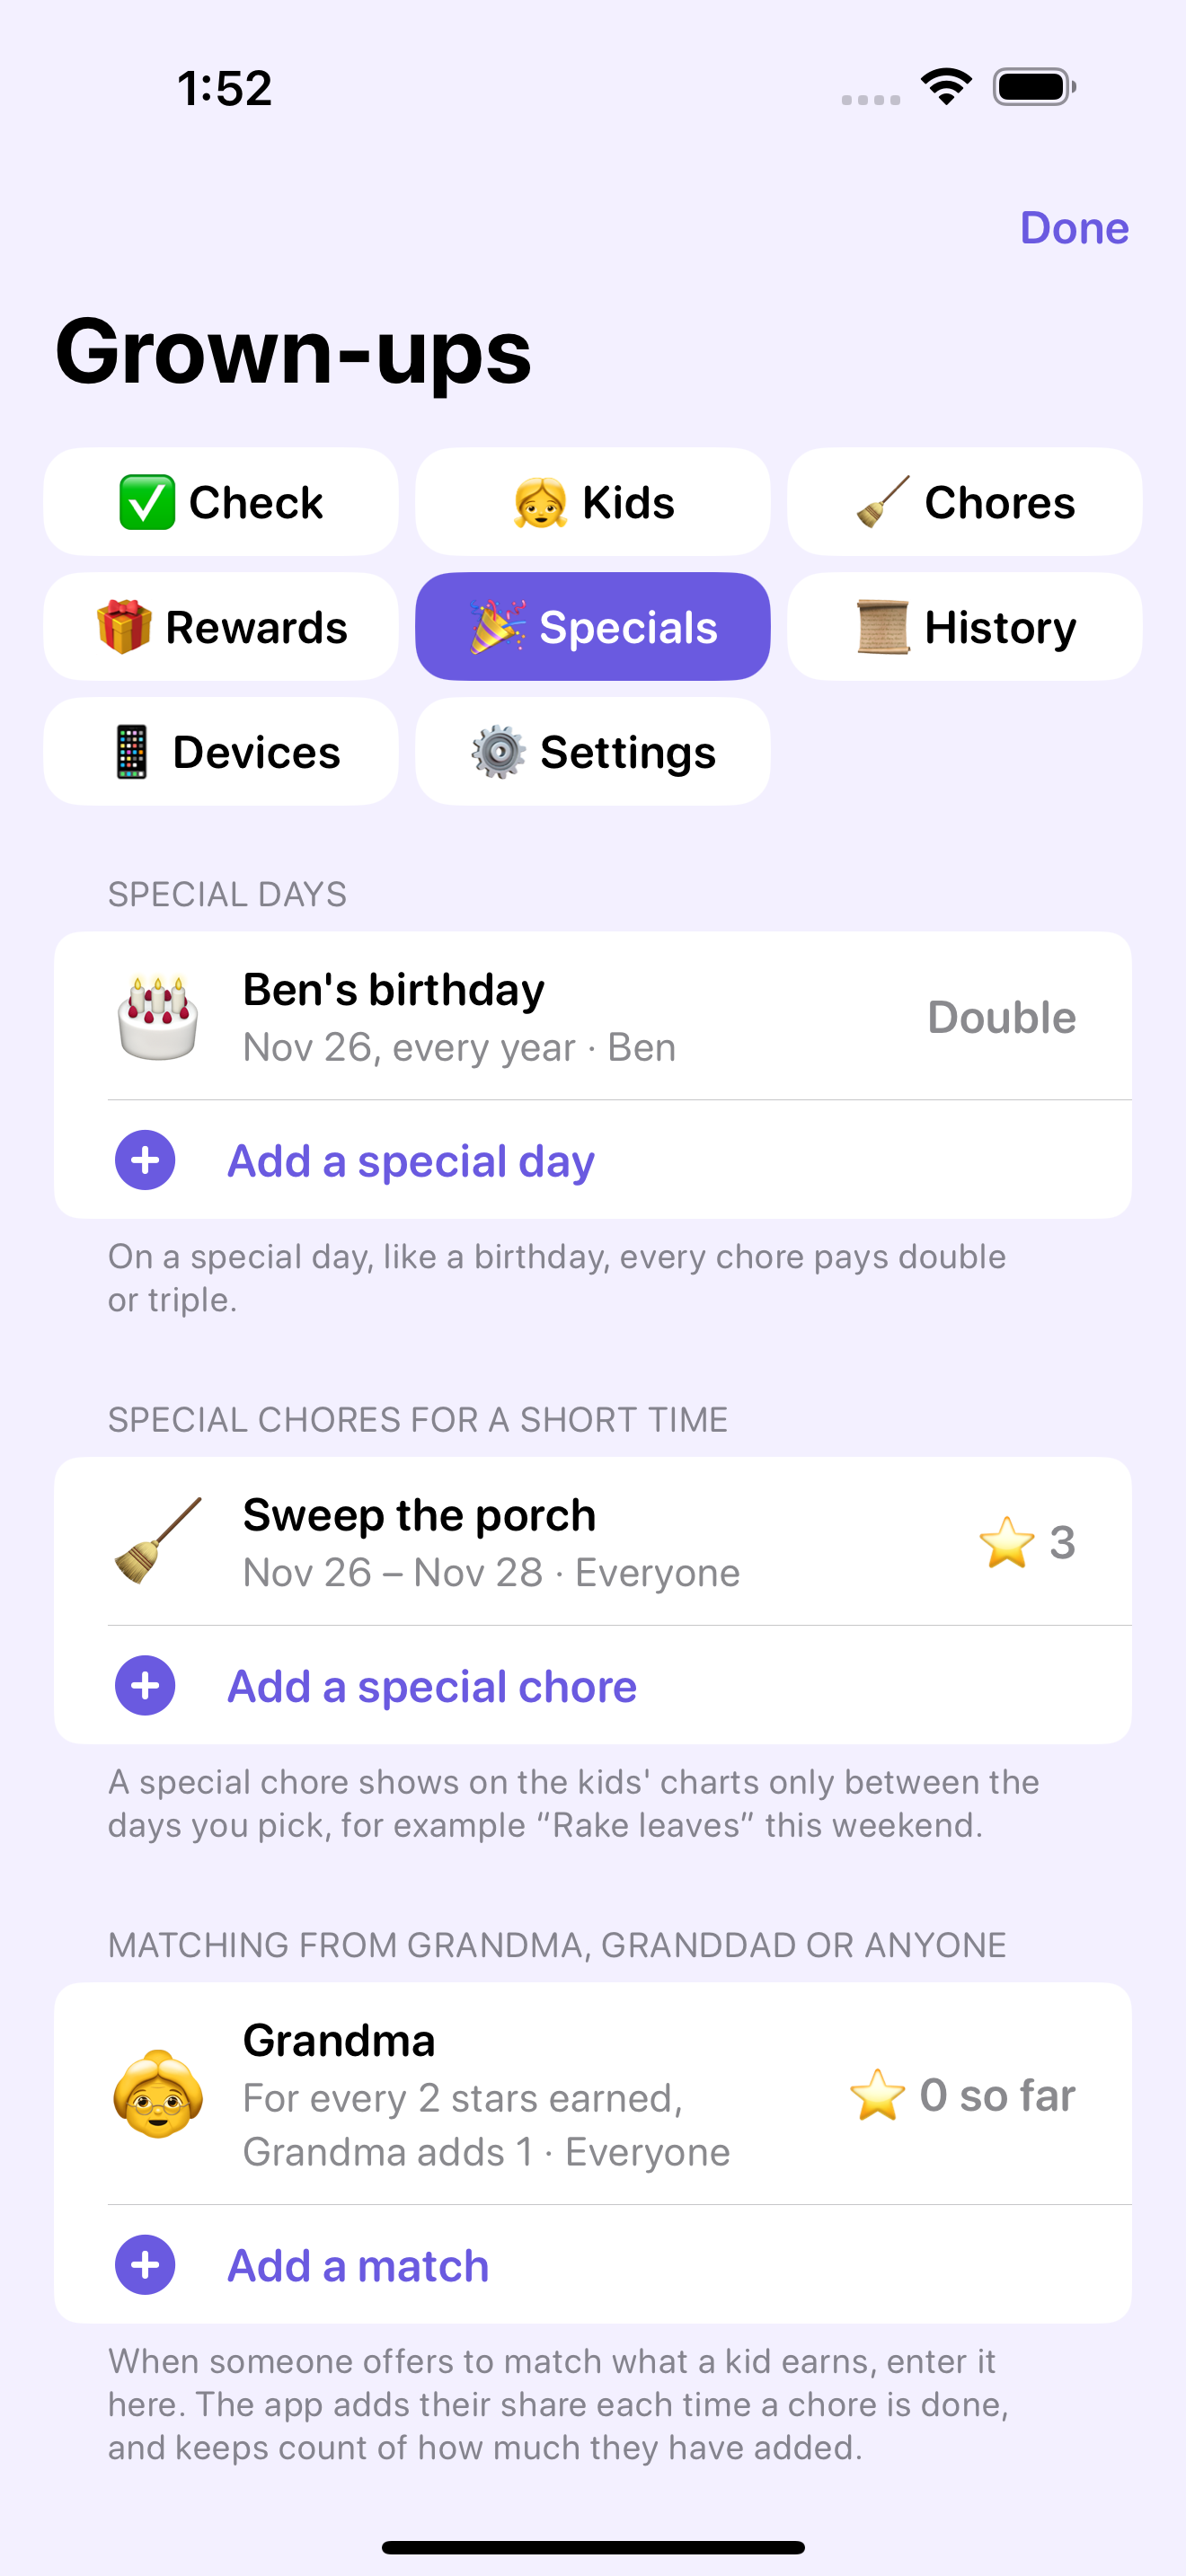 1:52
Done
Grown-ups
Check
Kids
Chores
Rewards
Specials
History
Devices
Settings
SPECIAL DAYS
Ben's birthday
Nov 26, every year · Ben
Double
Add a special day
On a special day, like a birthday, every chore pays double
or triple.
SPECIAL CHORES FOR A SHORT TIME
Sweep the porch
Nov 26 – Nov 28 · Everyone
3
Add a special chore
A special chore shows on the kids' charts only between the
days you pick, for example “Rake leaves” this weekend.
MATCHING FROM GRANDMA, GRANDDAD OR ANYONE
Grandma
For every 2 stars earned,
Grandma adds 1 · Everyone
0 so far
Add a match
When someone offers to match what a kid earns, enter it
here. The app adds their share each time a chore is done,
and keeps count of how much they have added.